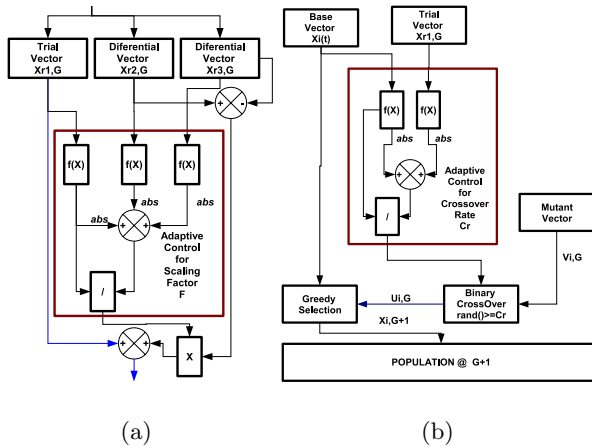 Trial
Vector
Xr1,G
Diferential
Vector
Xr2,G
Diferential
Vector
Xr3,G
+
-
f(X)
f(X)
f(X)
abs
abs
abs
+
+
+
Adaptive
Control
for
Scaling
Factor
F
/
+
+
X
(a)
Base
Vector
Xi(t)
Trial
Vector
Xr1,G
f(X)
f(X)
abs
abs
+
+
Adaptive
Control
for
Crossover
Rate
Cr
/
Mutant
Vector
Vi,G
Greedy
Selection
Ui,G
Binary
CrossOver
rand()>=Cr
Xi,G+1
POPULATION @ G+1
(b)